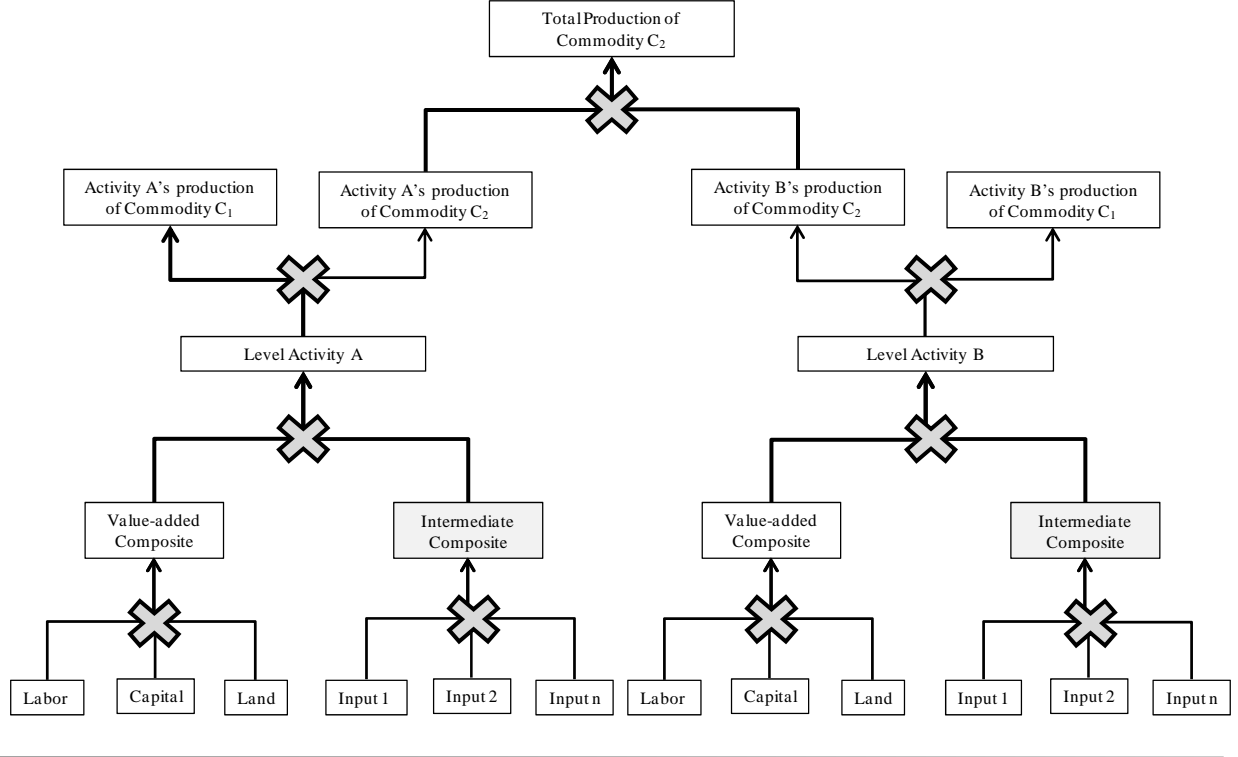 Total Production of
Commodity C₂
Activity A's production
of Commodity C₁
Activity A's production
of Commodity C₂
Activity B's production
of Commodity C₂
Activity B's production
of Commodity C₁
Level Activity A
Level Activity B
Value-added
Composite
Intermediate
Composite
Value-added
Composite
Intermediate
Composite
Labor
Capital
Land
Input 1
Input 2
Input n
Labor
Capital
Land
Input 1
Input 2
Input n